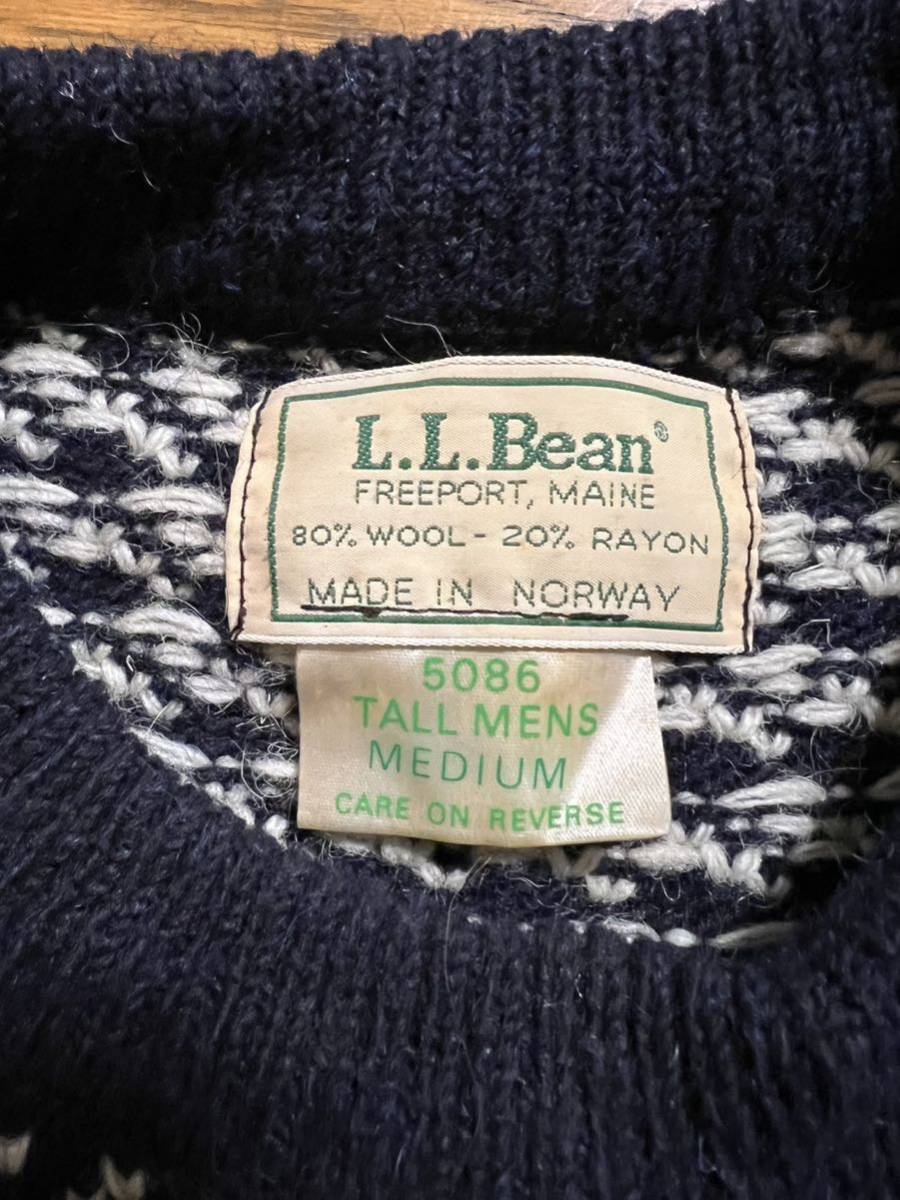 L.L.Bean®
FREEPORT, MAINE
80% WOOL - 20% RAYON
MADE IN NORWAY
5086
TALL MENS
MEDIUM
CARE ON REVERSE